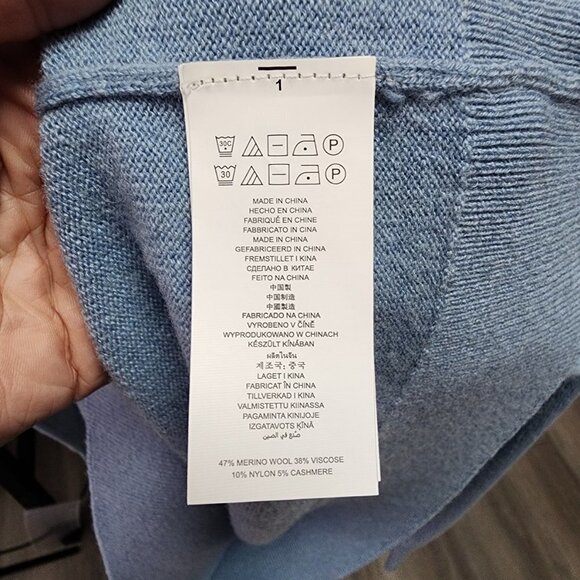 1
30C P
30 P
MADE IN CHINA
HECHO EN CHINA
FABRIQUÉ EN CHINE
FABBRICATO IN CINA
MADE IN CHINA
GEFABRICEERD IN CHINA
FREMSTILLET I KINA
СДЕЛАНО В КИТАЕ
FEITO NA CHINA
中国製
中国制造
中國製造
FABRICADO NA CHINA
VYROBENO V ČÍNĚ
WYPRODUKOWANO W CHINACH
KÉSZÜLT KÍNÁBAN
ผลิตในจีน
제조국: 중국
LAGET I KINA
FABRICAT ÎN CHINA
TILLVERKAD I KINA
VALMISTETTU KIINASSA
PAGAMINTA KINIJOJE
IZGATAVOTS ĶĪNĀ
صنع في الصين
47% MERINO WOOL 38% VISCOSE
10% NYLON 5% CASHMERE